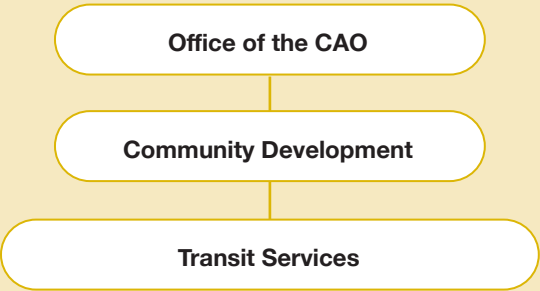 Office of the CAO
Community Development
Transit Services